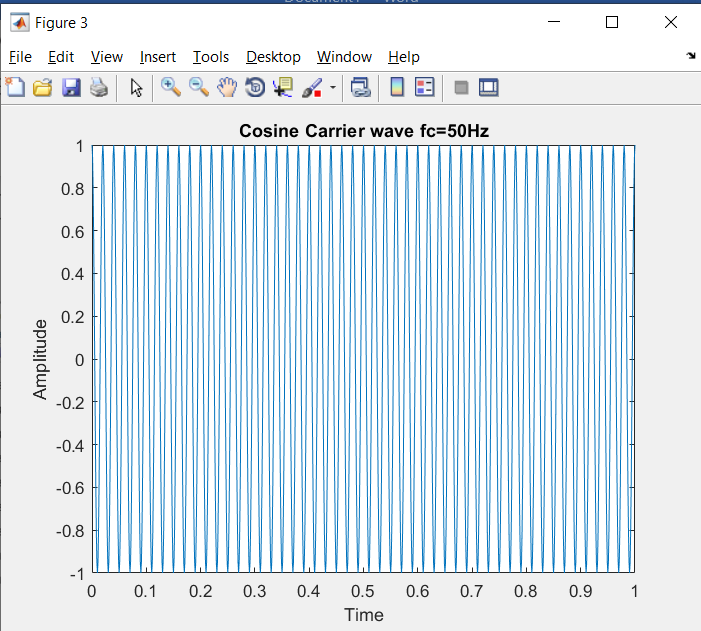 Document1 - Word
Figure 3
File Edit View Insert Tools Desktop Window Help
Cosine Carrier wave fc=50Hz
1
0.8
0.6
0.4
0.2
0
-0.2
-0.4
-0.6
-0.8
-1
Amplitude
0 0.1 0.2 0.3 0.4 0.5 0.6 0.7 0.8 0.9 1
Time